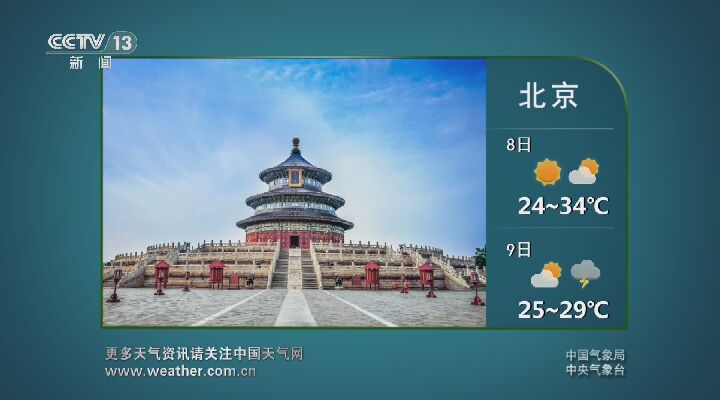 CCTV 13
新闻
北京
8日
24~34℃
9日
25~29℃
更多天气资讯请关注中国天气网
www.weather.com.cn
中国气象局
中央气象台